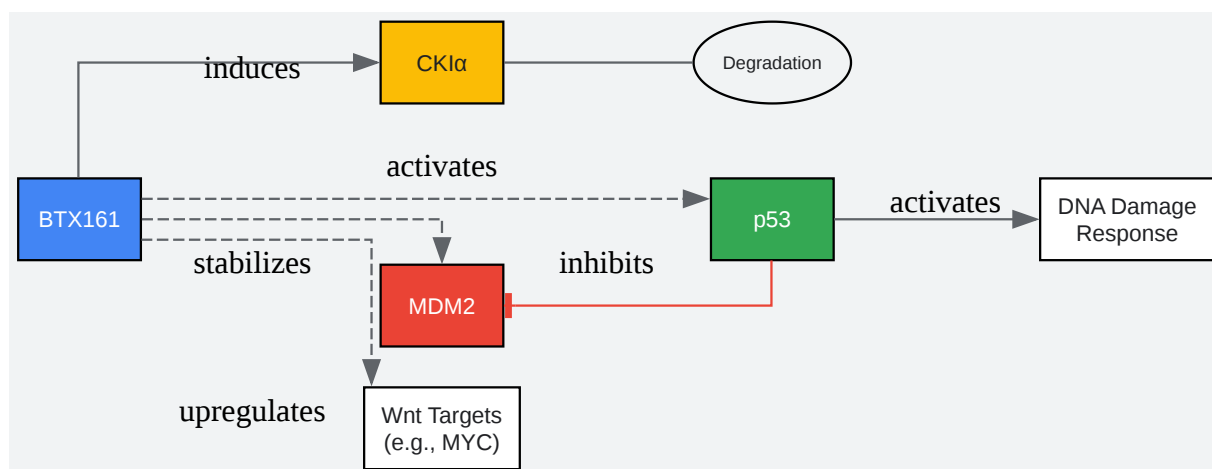 CKIα
Degradation
induces
activates
BTX161
p53
activates
DNA Damage
Response
stabilizes
inhibits
MDM2
upregulates
Wnt Targets
(e.g., MYC)